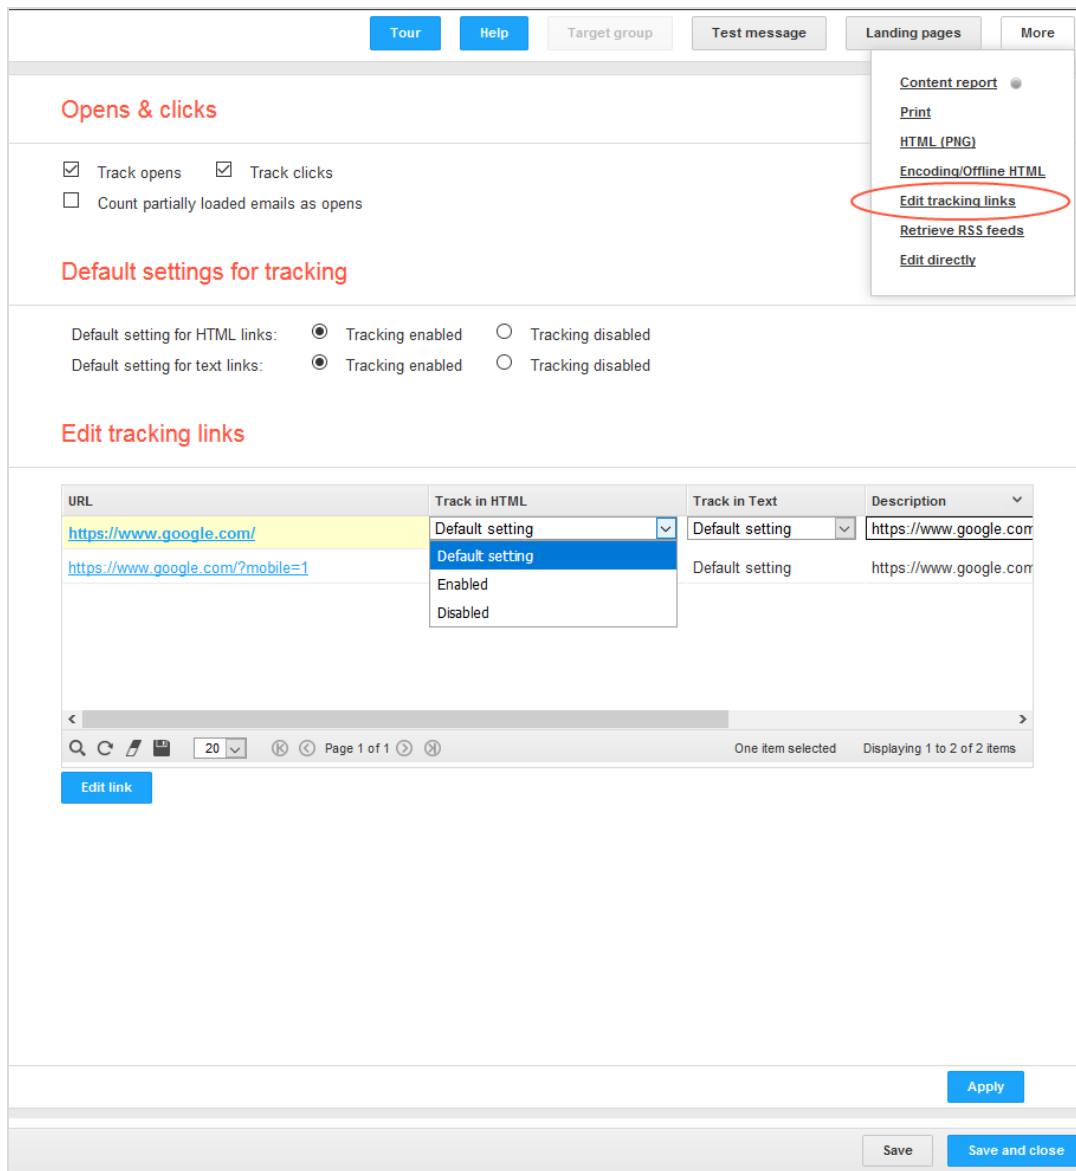 Tour Help Target group Test message Landing pages More
Content report
Print
HTML (PNG)
Encoding/Offline HTML
Edit tracking links
Retrieve RSS feeds
Edit directly
Opens & clicks
Track opens Track clicks
Count partially loaded emails as opens
Default settings for tracking
Default setting for HTML links: Tracking enabled Tracking disabled
Default setting for text links: Tracking enabled Tracking disabled
Edit tracking links
URL Track in HTML Track in Text Description
https://www.google.com/ Default setting Default setting https://www.google.com
Default setting
https://www.google.com/?mobile=1 Default setting https://www.google.com
Enabled
Disabled
20 Page 1 of 1 One item selected Displaying 1 to 2 of 2 items
Edit link
Apply
Save Save and close